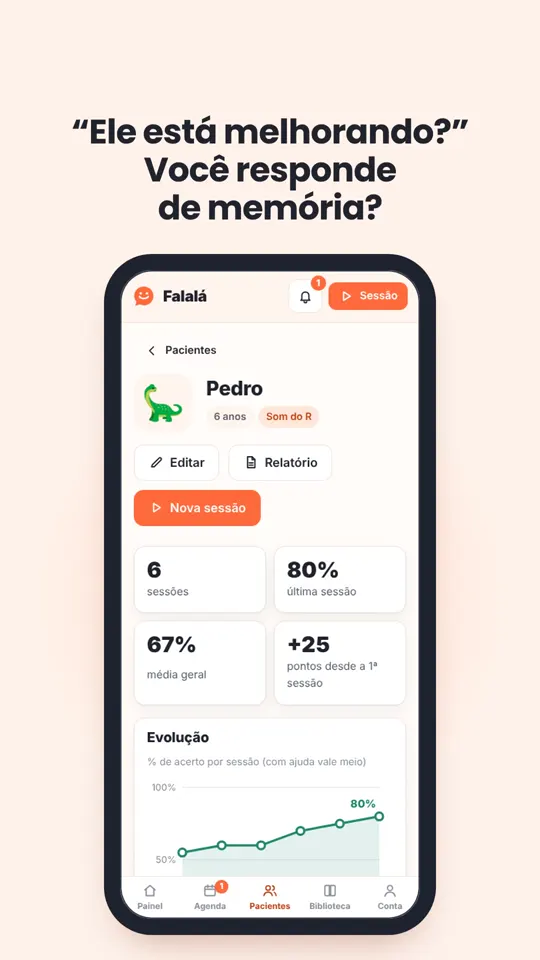 “Ele está melhorando?”
Você responde
de memória?
Falalá
1
Sessão
Pacientes
Pedro
6 anos
Som do R
Editar
Relatório
Nova sessão
6
sessões
80%
última sessão
67%
média geral
+25
pontos desde a 1ª
sessão
Evolução
% de acerto por sessão (com ajuda vale meio)
100%
80%
50%
1
Painel
Agenda
Pacientes
Biblioteca
Conta